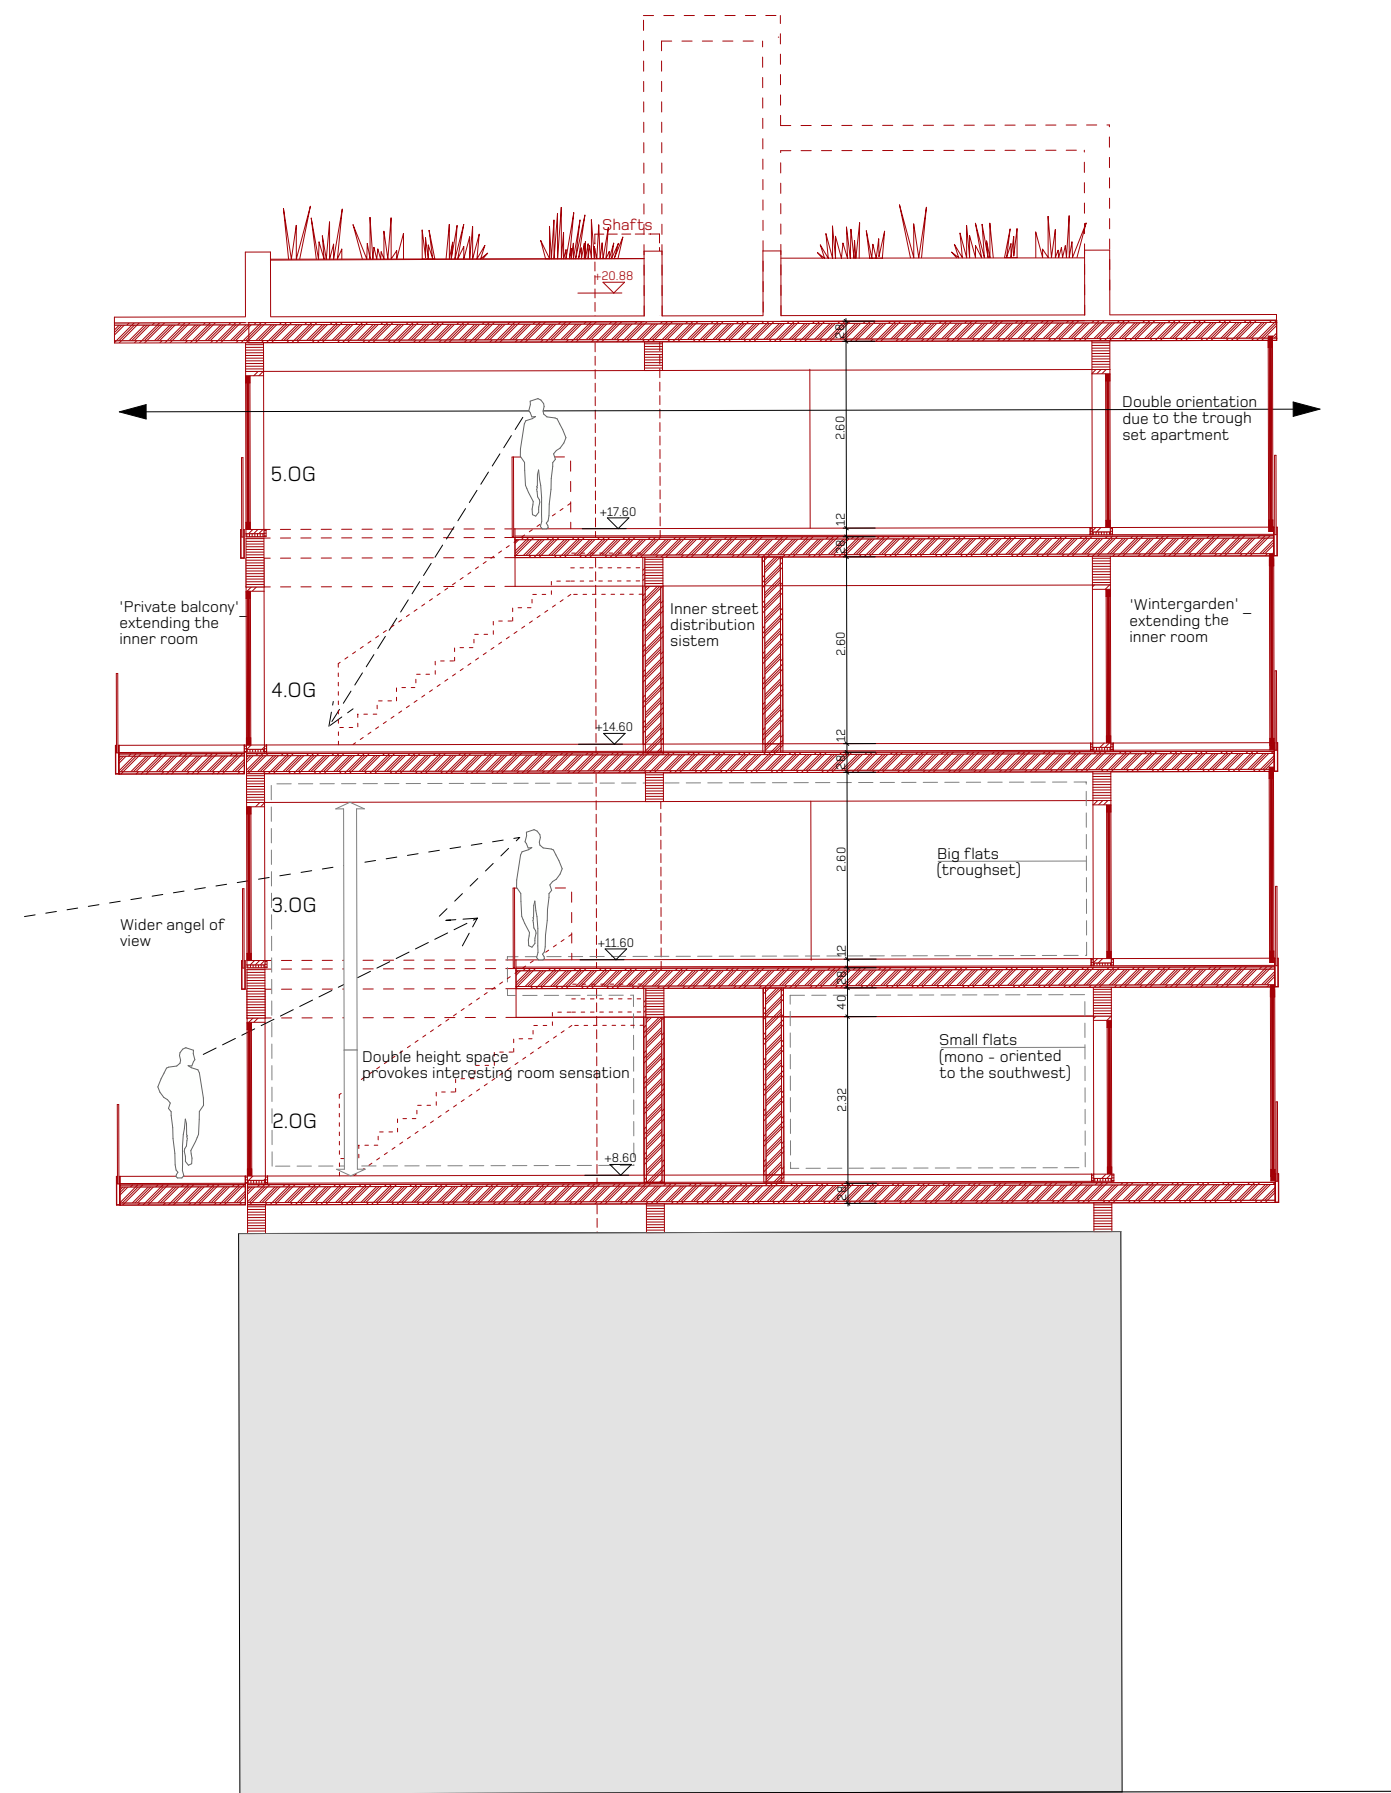 Shafts
+20.88
28
Double orientation
due to the trough
set apartment
2.60
5.OG
+17.60
12
28
'Private balcony'
extending the
inner room
Inner street
distribution
sistem
'Wintergarden'
extending the
inner room
2.60
4.OG
+14.60
12
28
2.60
Big flats
(troughset)
3.OG
Wider angel of
view
+11.60
12
28
40
Small flats
(mono - oriented
to the southwest)
Double height space
provokes interesting room sensation
2.32
2.OG
+8.60
28